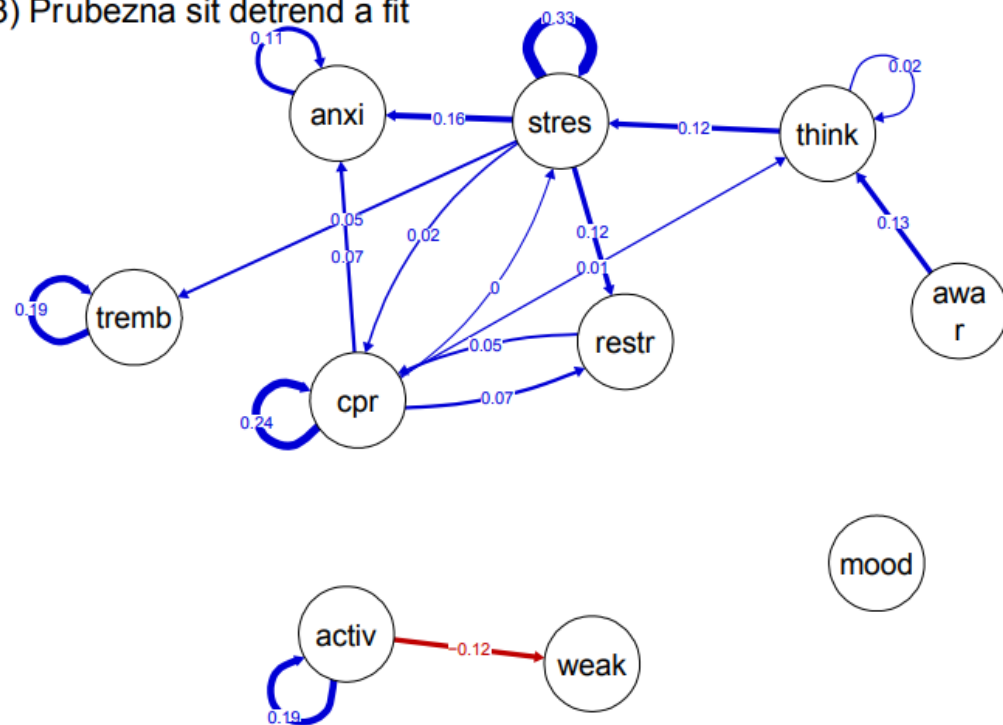 3) Prubezna sit detrend a fit
0.11
0.33
0.02
anxi
0.16
stres
0.12
think
0.05
0.02
0.12
0.13
0.07
0.01
0
awa
r
0.19
tremb
0.05
restr
0.07
0.24
cpr
mood
activ
−0.12
weak
0.19